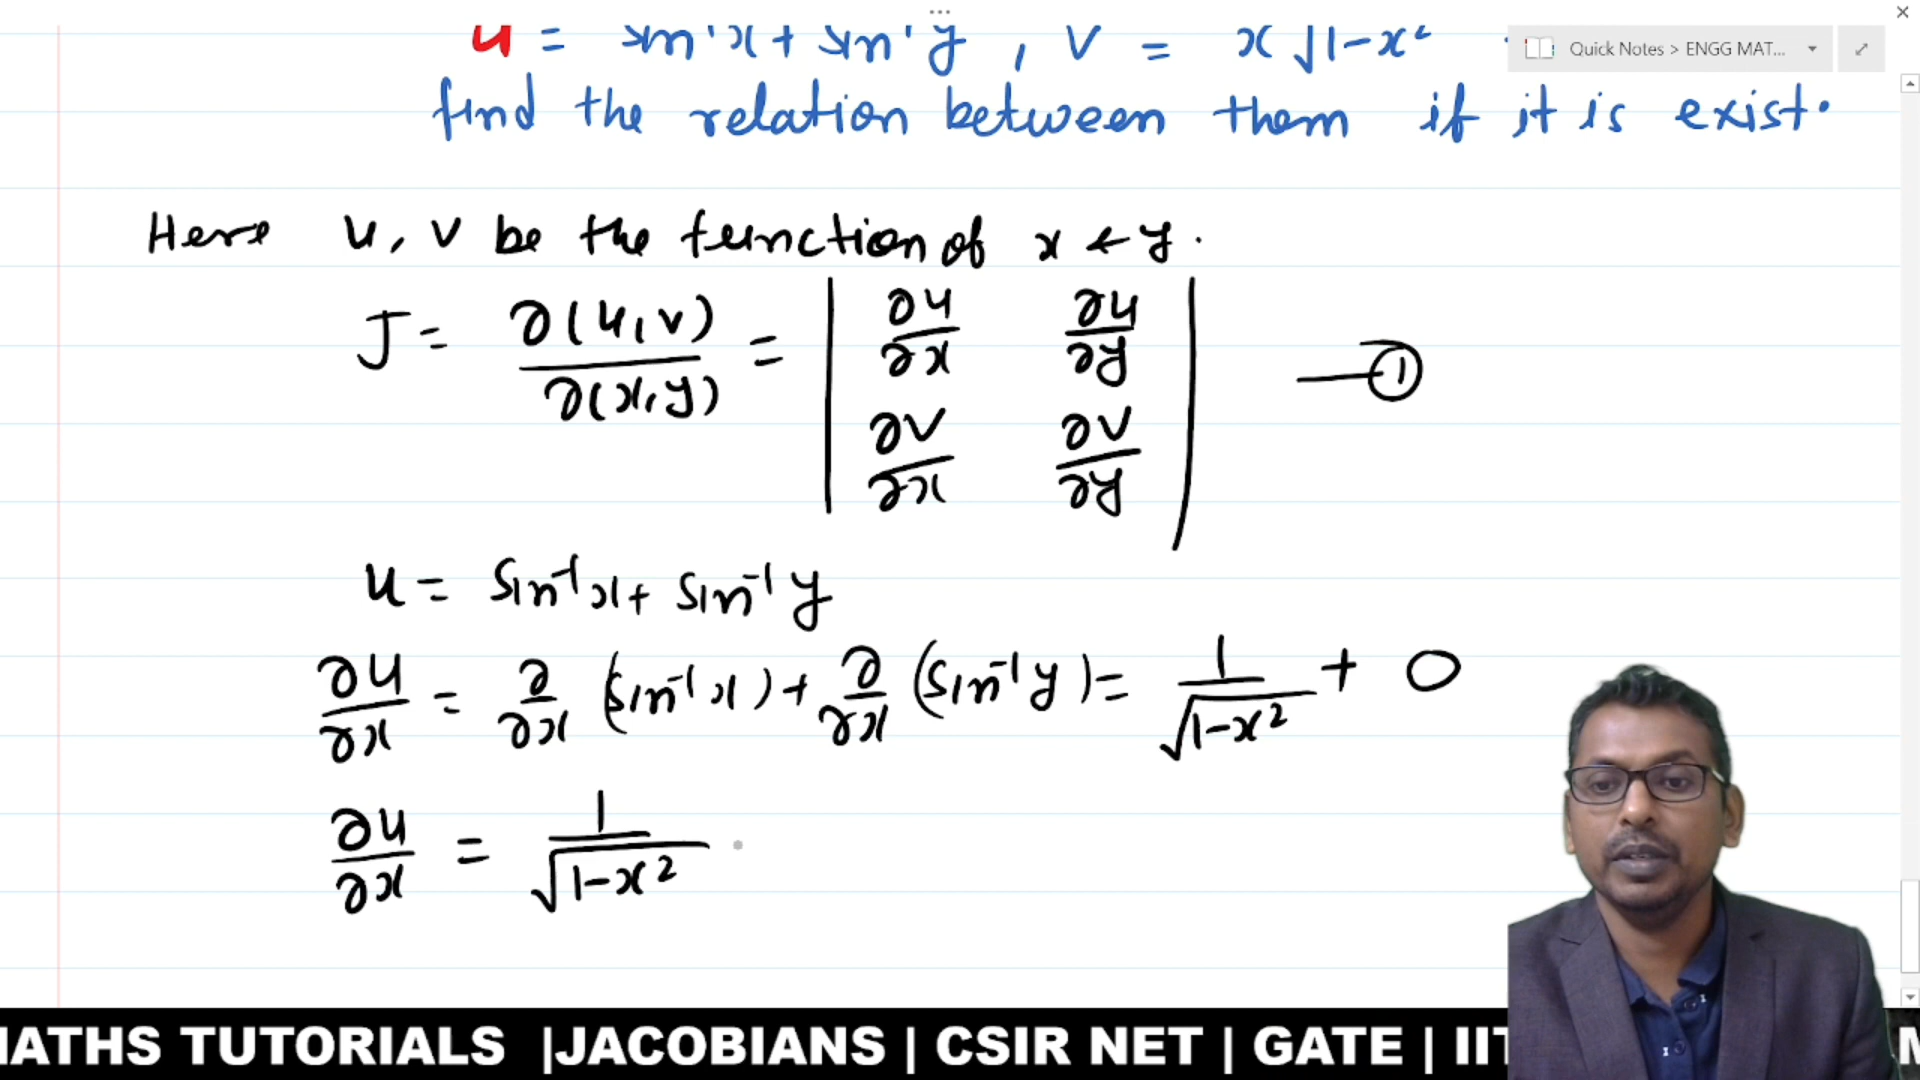 u = sin⁻¹x + sin⁻¹y , v = x√1-x²
Quick Notes > ENGG MAT...
find the relation between them if it is exist.
Here u, v be the function of x & y.
J = ∂(u,v)/∂(x,y) = | ∂u/∂x ∂u/∂y | —①
| ∂v/∂x ∂v/∂y |
u = sin⁻¹x + sin⁻¹y
∂u/∂x = ∂/∂x (sin⁻¹x) + ∂/∂x (sin⁻¹y) = 1/√1-x² + 0
∂u/∂x = 1/√1-x²
MATHS TUTORIALS |JACOBIANS | CSIR NET | GATE | IIT